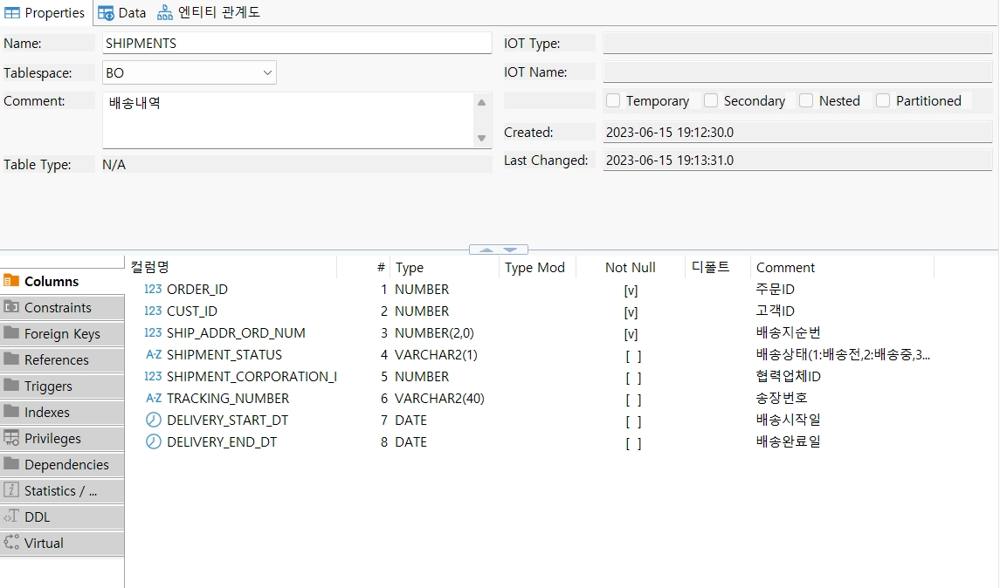 Properties Data 엔티티 관계도
Name: SHIPMENTS IOT Type:
Tablespace: BO IOT Name:
Comment: 배송내역 Temporary Secondary Nested Partitioned
Created: 2023-06-15 19:12:30.0
Table Type: N/A Last Changed: 2023-06-15 19:13:31.0
Columns
Constraints
Foreign Keys
References
Triggers
Indexes
Privileges
Dependencies
Statistics / ...
DDL
Virtual
컬럼명 # Type Type Mod Not Null 디폴트 Comment
123 ORDER_ID 1 NUMBER [v] 주문ID
123 CUST_ID 2 NUMBER [v] 고객ID
123 SHIP_ADDR_ORD_NUM 3 NUMBER(2,0) [v] 배송지순번
A-Z SHIPMENT_STATUS 4 VARCHAR2(1) [ ] 배송상태(1:배송전,2:배송중,3...
123 SHIPMENT_CORPORATION_I 5 NUMBER [ ] 협력업체ID
A-Z TRACKING_NUMBER 6 VARCHAR2(40) [ ] 송장번호
DELIVERY_START_DT 7 DATE [ ] 배송시작일
DELIVERY_END_DT 8 DATE [ ] 배송완료일